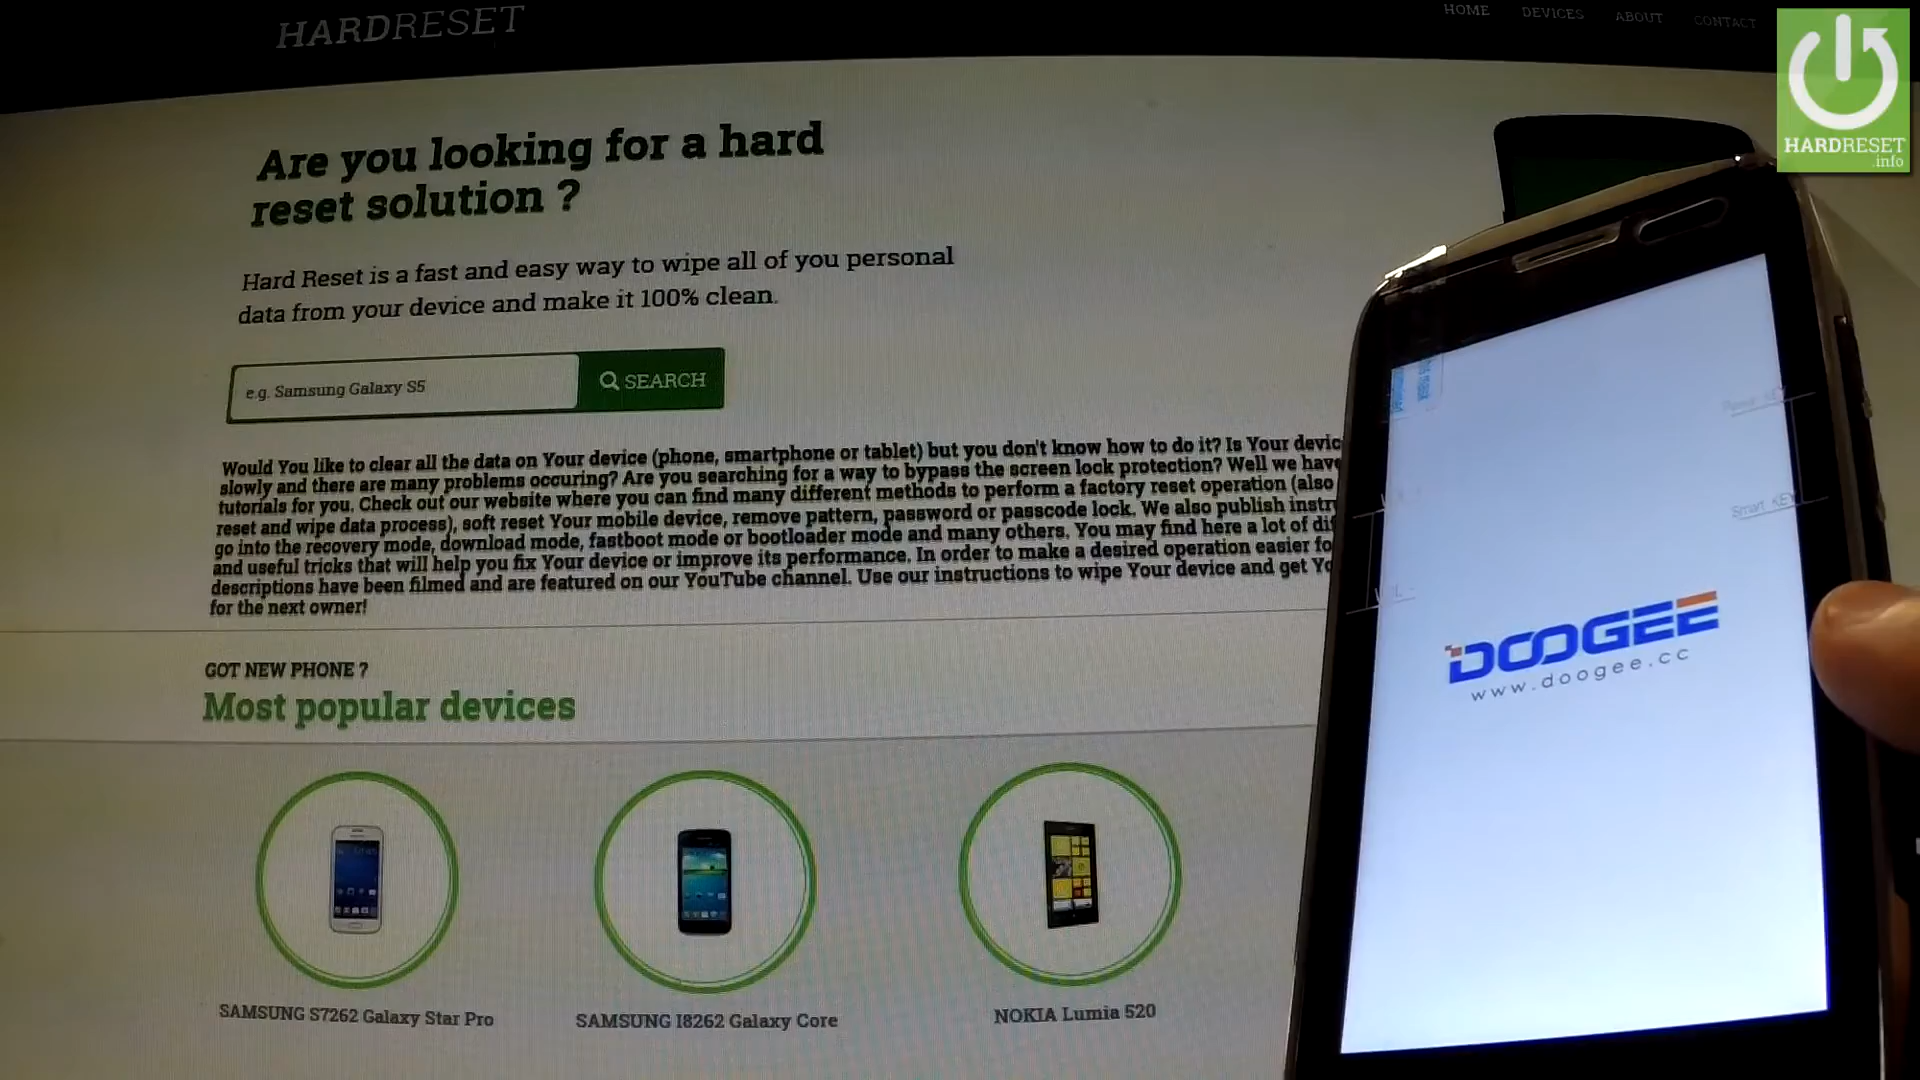 HARDRESET
HOME DEVICES ABOUT CONTACT
HARDRESET
.info
Are you looking for a hard
reset solution ?
Hard Reset is a fast and easy way to wipe all of you personal
data from your device and make it 100% clean.
e.g. Samsung Galaxy S5
SEARCH
Would You like to clear all the data on Your device (phone, smartphone or tablet) but you don't know how to do it? Is Your devic
slowly and there are many problems occuring? Are you searching for a way to bypass the screen lock protection? Well we have
tutorials for you. Check out our website where you can find many different methods to perform a factory reset operation (also
reset and wipe data process), soft reset Your mobile device, remove pattern, password or passcode lock. We also publish instr
go into the recovery mode, download mode, fastboot mode or bootloader mode and many others. You may find here a lot of dif
and useful tricks that will help you fix Your device or improve its performance. In order to make a desired operation easier fo
descriptions have been filmed and are featured on our YouTube channel. Use our instructions to wipe Your device and get Yo
for the next owner!
GOT NEW PHONE ?
Most popular devices
SAMSUNG S7262 Galaxy Star Pro
SAMSUNG I8262 Galaxy Core
NOKIA Lumia 520
Power KEY
Smart KEY
DOOGEE
www.doogee.cc